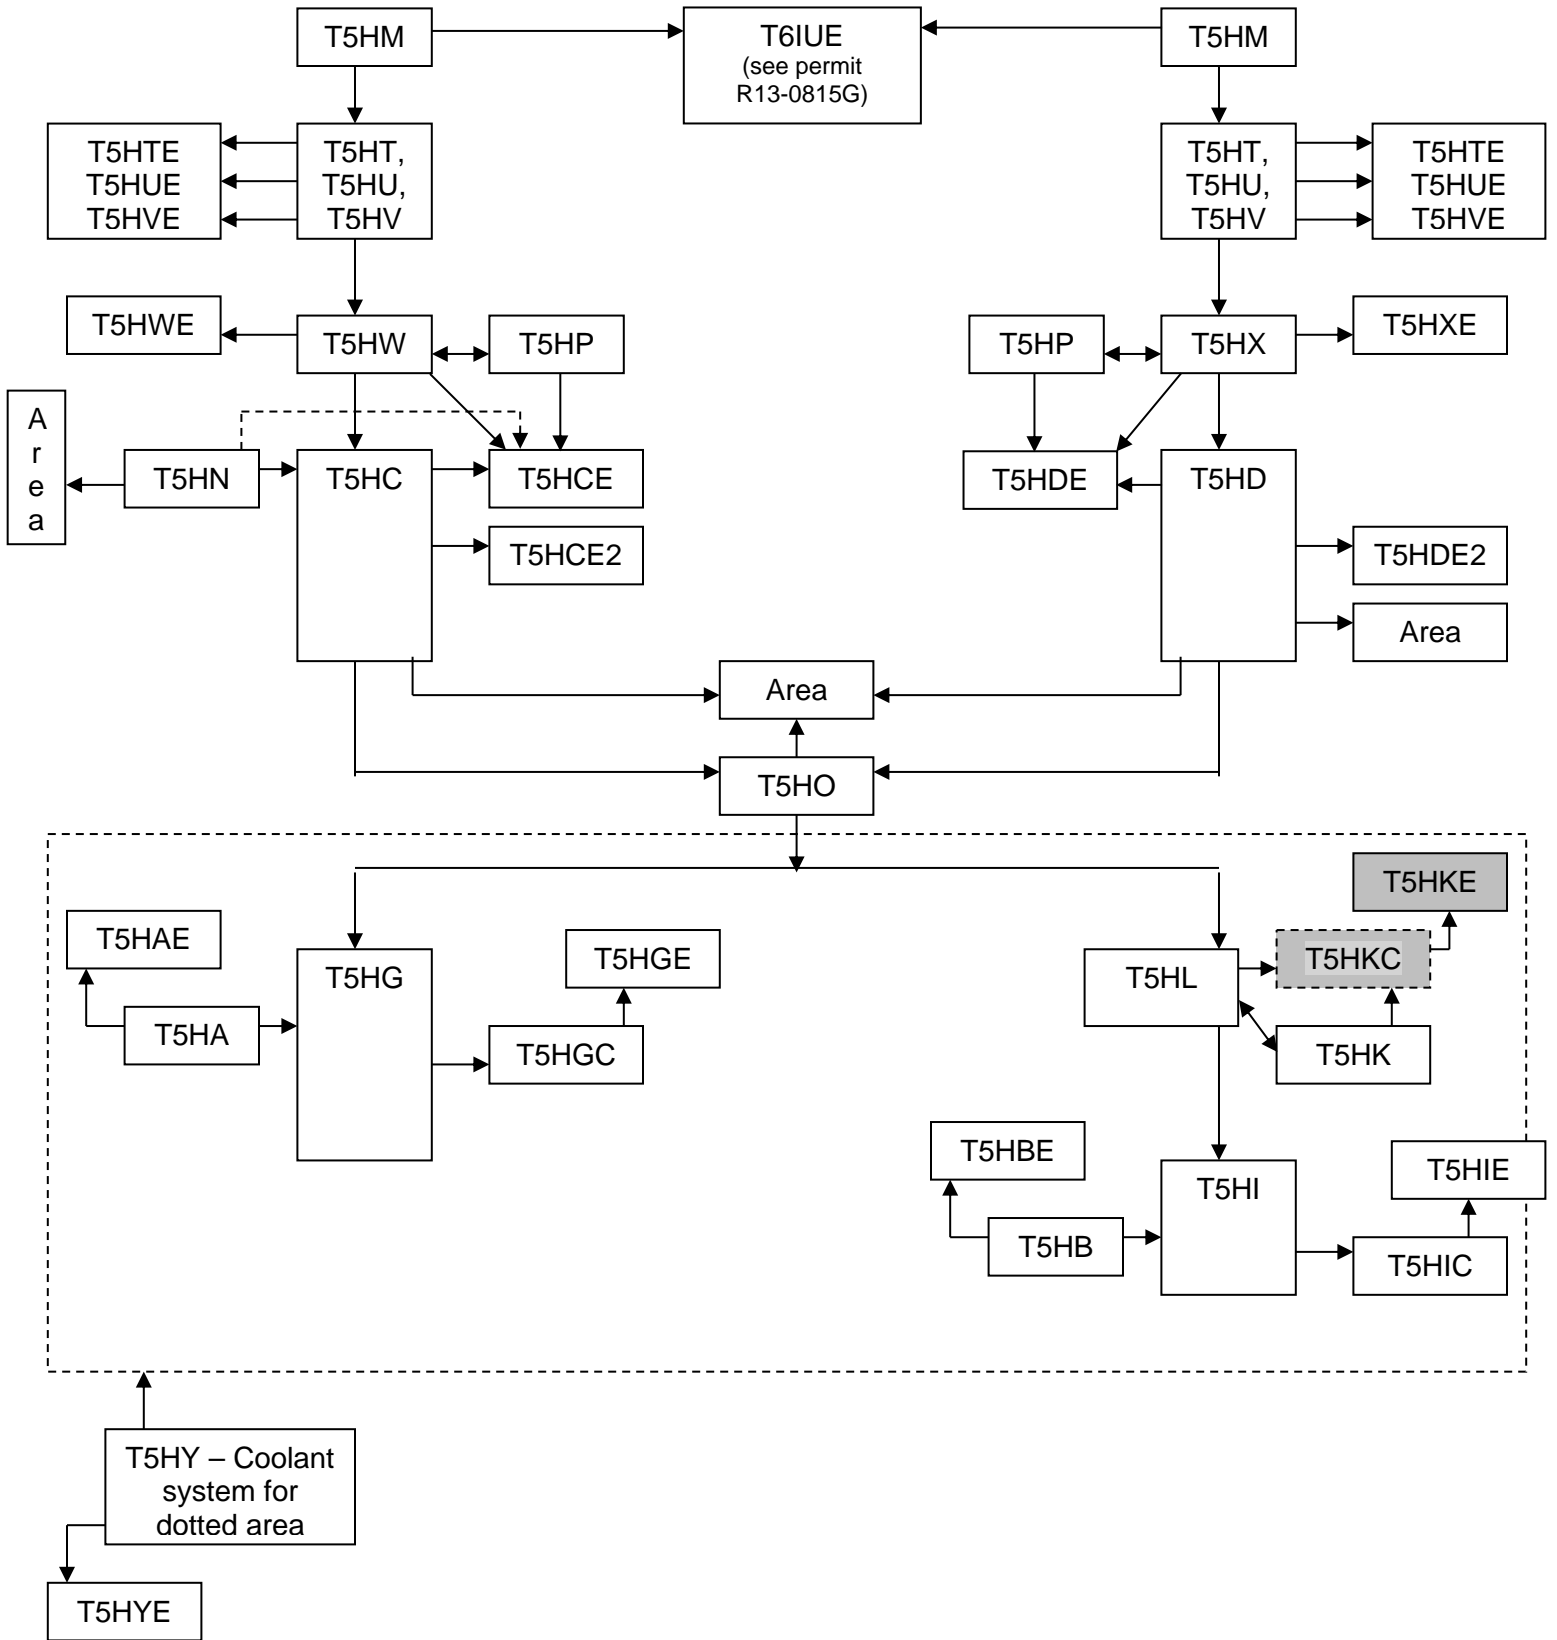 T5HM
T6IUE
(see permit
R13-0815G)
T5HM
T5HTE
T5HUE
T5HVE
T5HT,
T5HU,
T5HV
T5HT,
T5HU,
T5HV
T5HTE
T5HUE
T5HVE
T5HWE
T5HW
T5HP
T5HP
T5HX
T5HXE
A
r
e
a
T5HN
T5HC
T5HCE
T5HDE
T5HD
T5HCE2
T5HDE2
Area
Area
T5HO
T5HKE
T5HAE
T5HG
T5HGE
T5HL
T5HKC
T5HA
T5HGC
T5HK
T5HBE
T5HI
T5HIE
T5HB
T5HIC
T5HY – Coolant
system for
dotted area
T5HYE